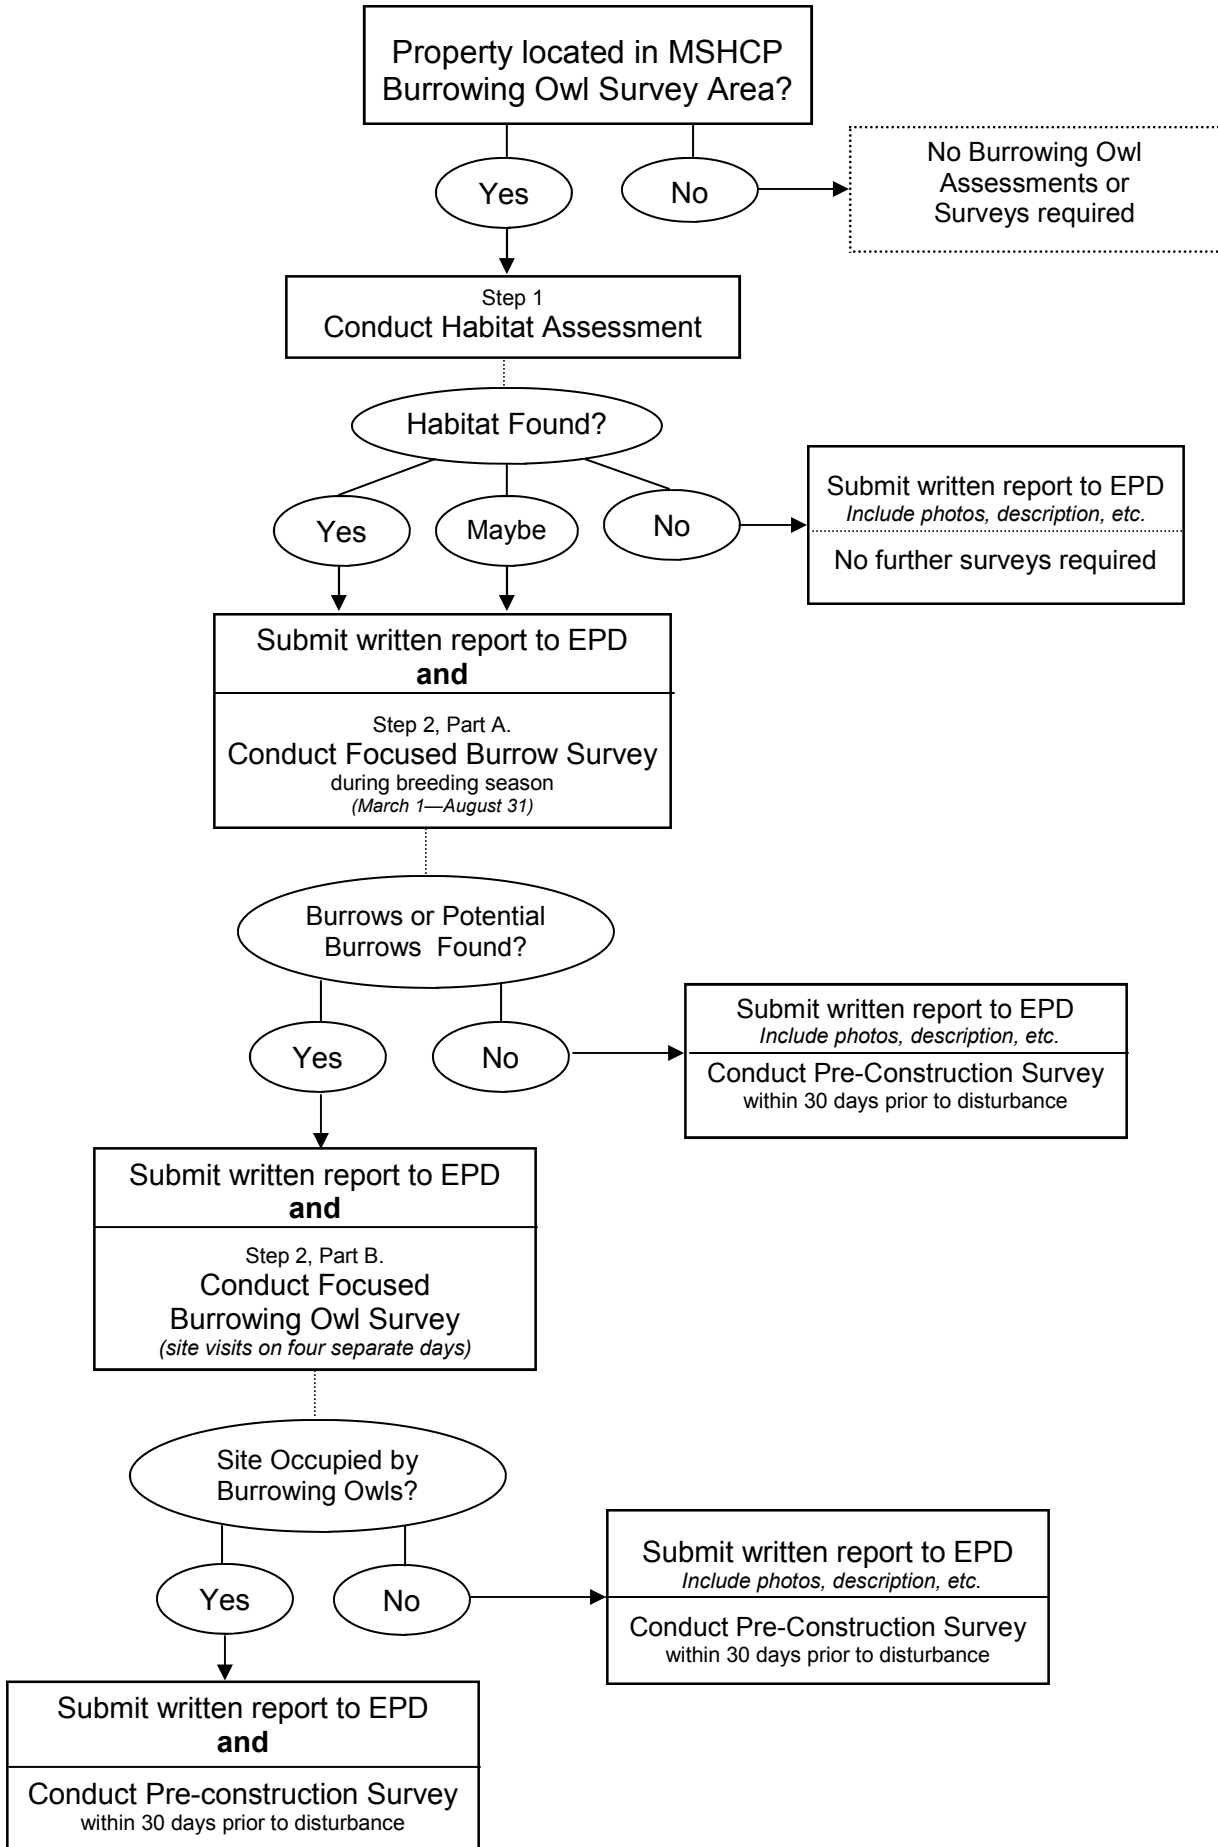 Property located in MSHCP
Burrowing Owl Survey Area?
Yes
No
No Burrowing Owl
Assessments or
Surveys required
Step 1
Conduct Habitat Assessment
Habitat Found?
Yes
Maybe
No
Submit written report to EPD
Include photos, description, etc.
No further surveys required
Submit written report to EPD
and
Step 2, Part A.
Conduct Focused Burrow Survey
during breeding season
(March 1—August 31)
Burrows or Potential
Burrows Found?
Yes
No
Submit written report to EPD
Include photos, description, etc.
Conduct Pre-Construction Survey
within 30 days prior to disturbance
Submit written report to EPD
and
Step 2, Part B.
Conduct Focused
Burrowing Owl Survey
(site visits on four separate days)
Site Occupied by
Burrowing Owls?
Yes
No
Submit written report to EPD
Include photos, description, etc.
Conduct Pre-Construction Survey
within 30 days prior to disturbance
Submit written report to EPD
and
Conduct Pre-construction Survey
within 30 days prior to disturbance